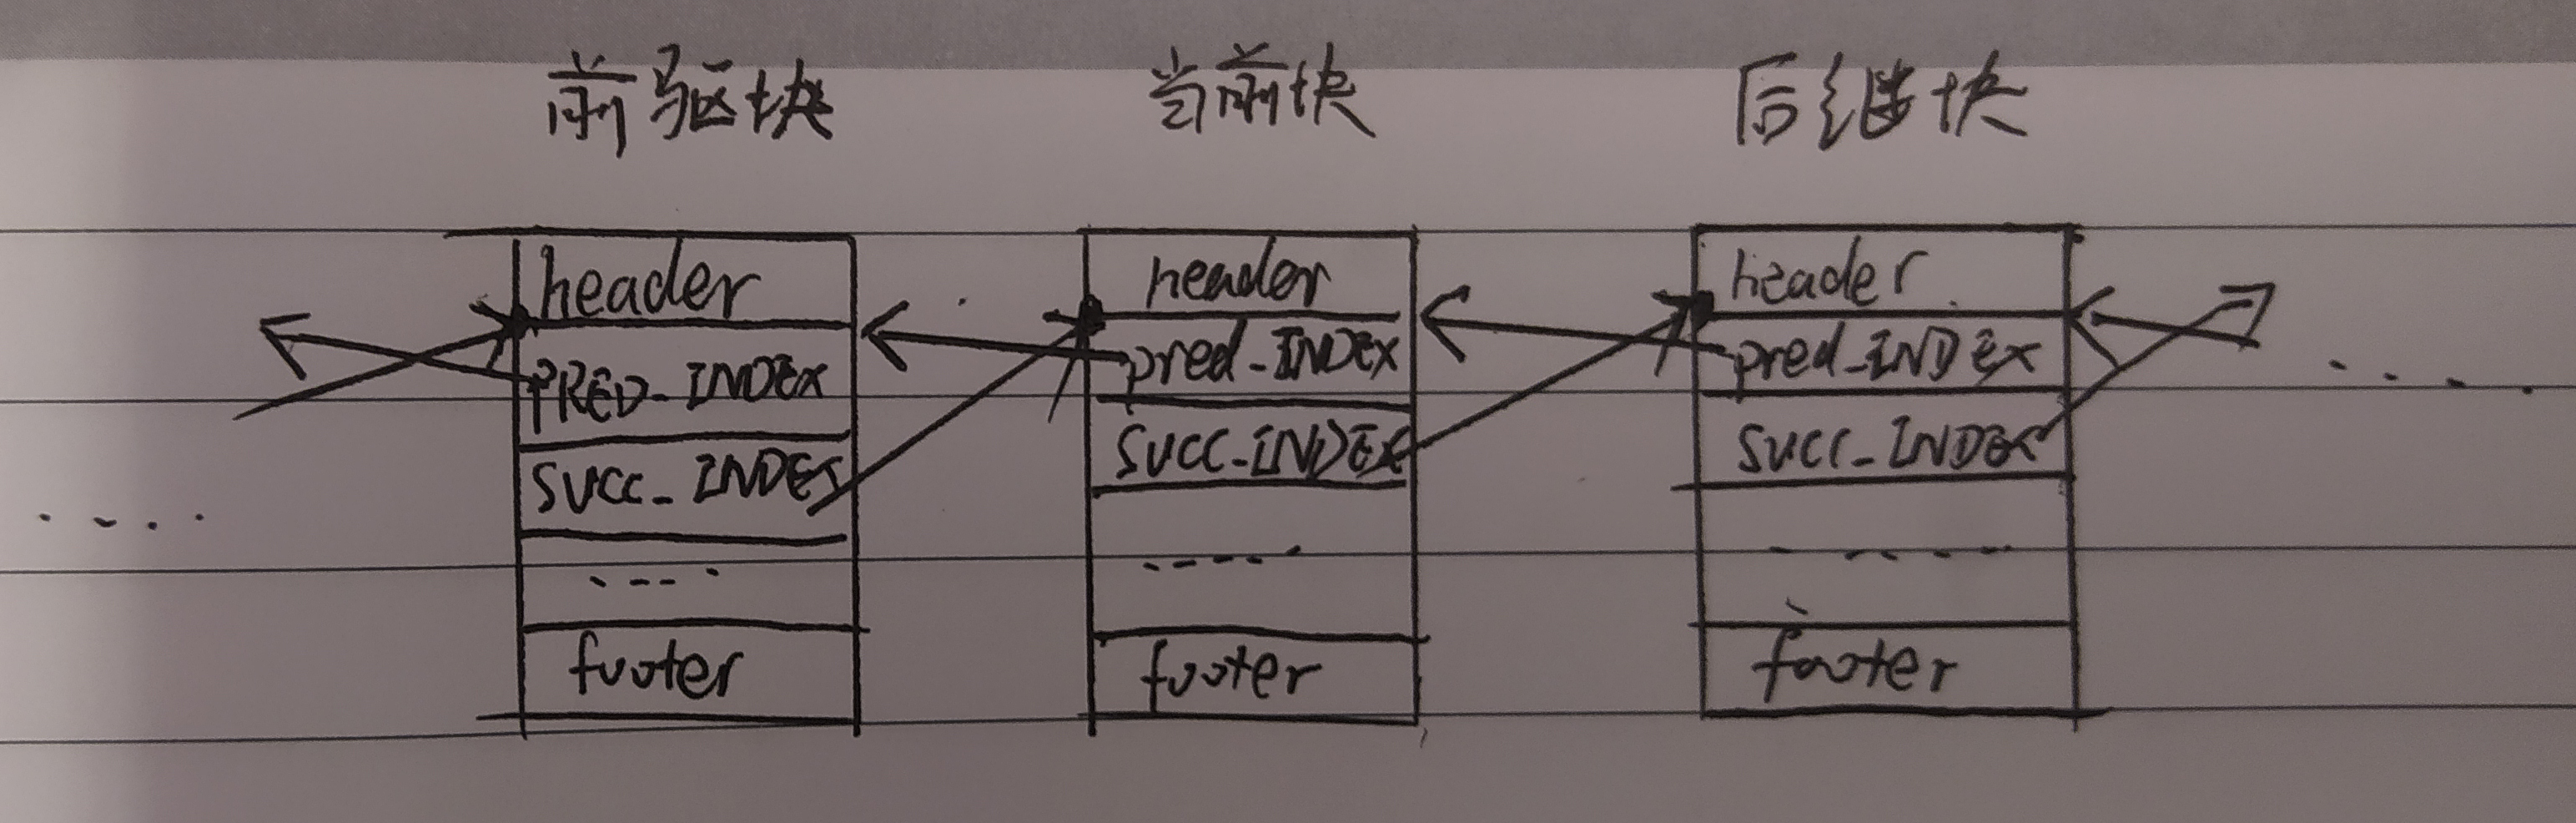 前驱块 当前块 后继块
header header header
PRED_INDEX pred_INDEX pred_INDEX
SUCC_INDEX SUCC_INDEX SUCC_INDEX
.... .... .... .... ....
footer footer footer